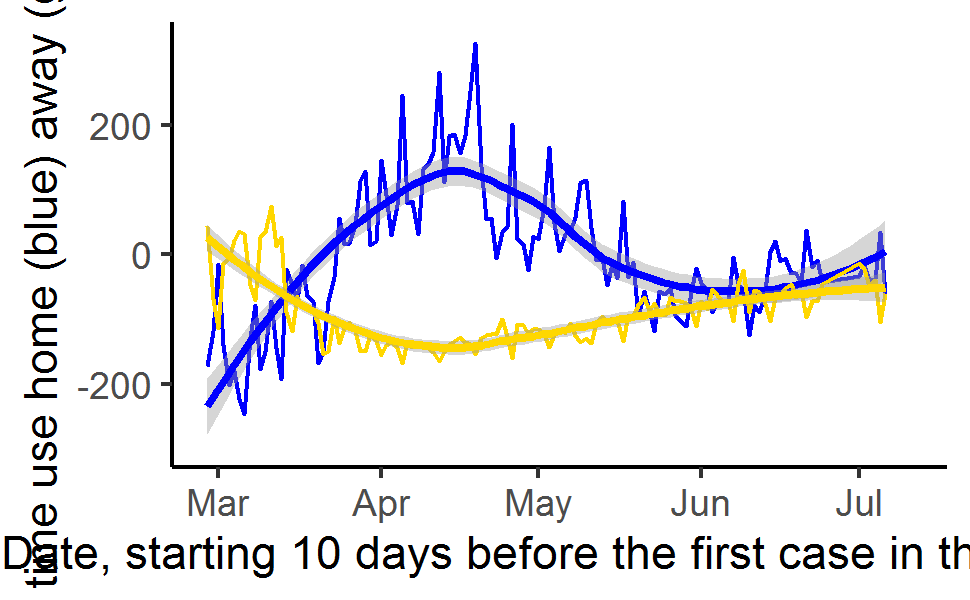 time use home (blue) away (
200
0
-200
Mar Apr May Jun Jul
Date, starting 10 days before the first case in th